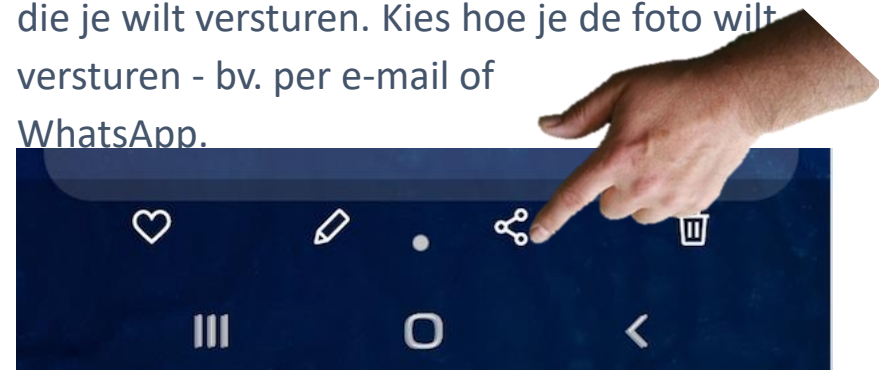 die je wilt versturen. Kies hoe je de foto wilt
versturen - bv. per e-mail of
WhatsApp.